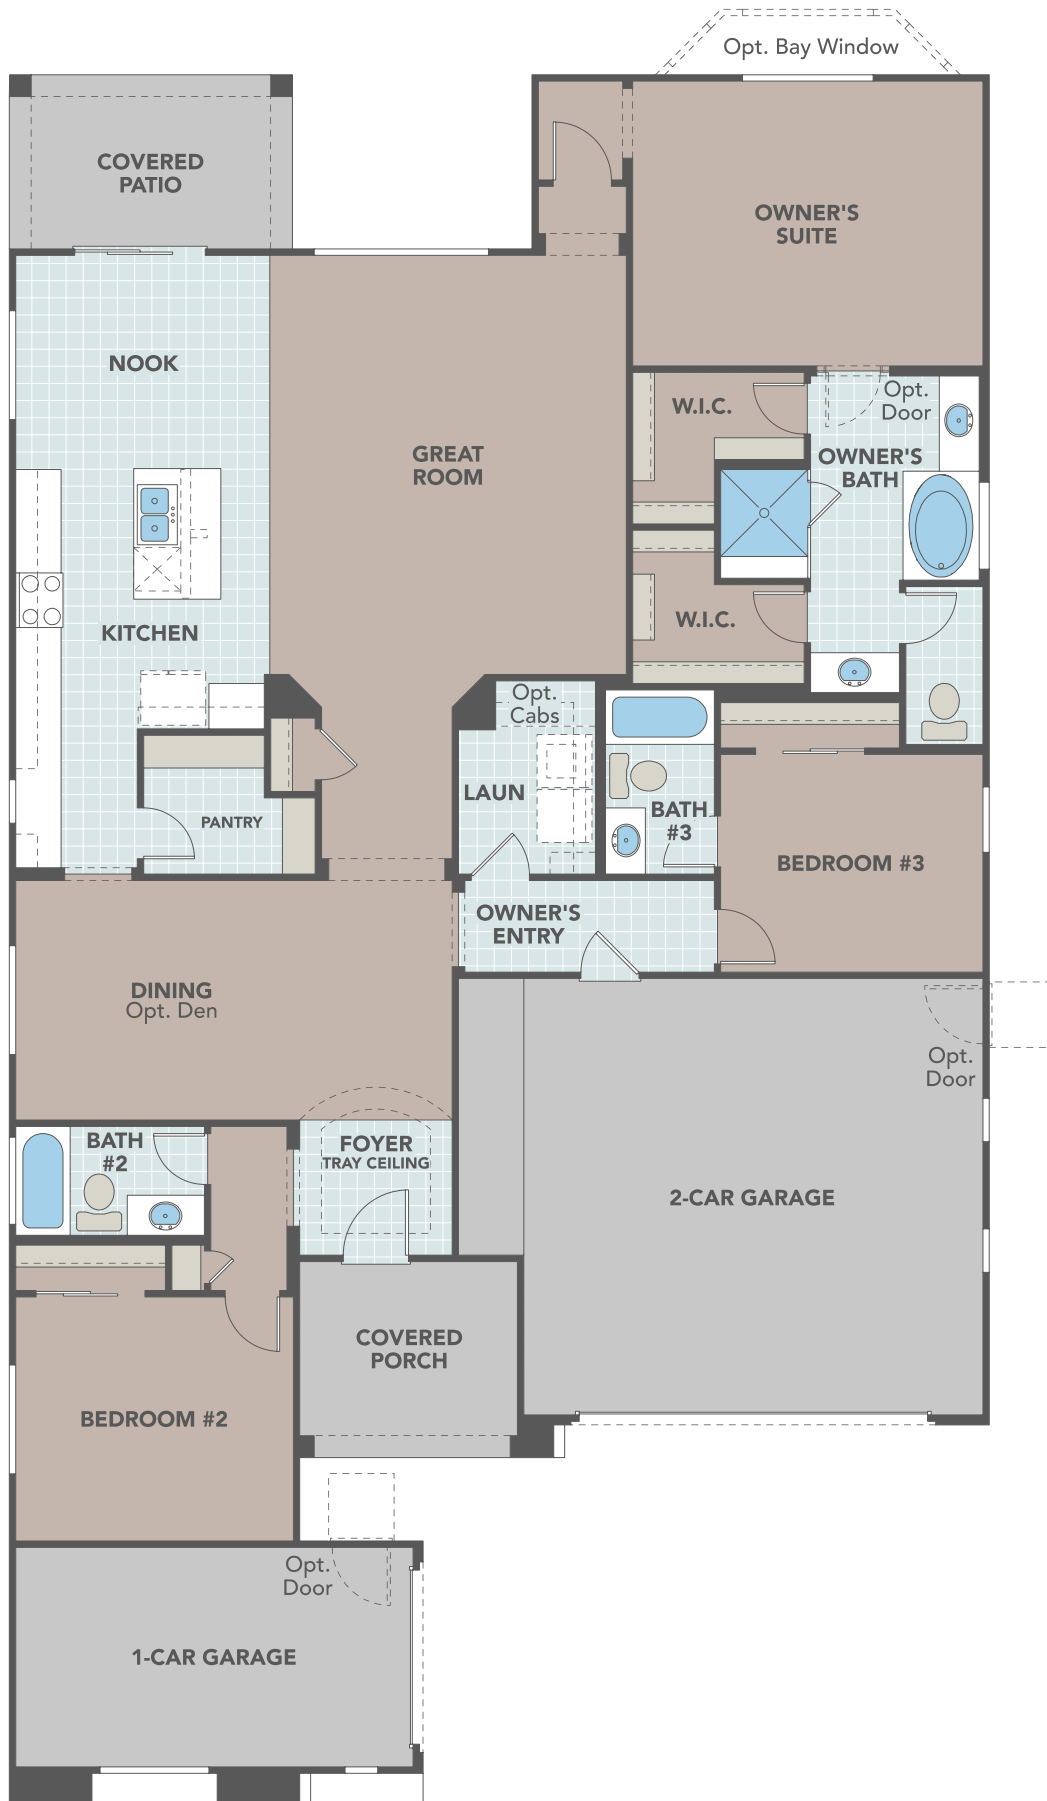 Opt. Bay Window
COVERED
PATIO
OWNER'S
SUITE
NOOK
GREAT
ROOM
W.I.C.
Opt.
Door
OWNER'S
BATH
KITCHEN
W.I.C.
Opt.
Cabs
LAUN
BATH
#3
PANTRY
BEDROOM #3
OWNER'S
ENTRY
DINING
Opt. Den
Opt.
Door
BATH
#2
FOYER
TRAY CEILING
2-CAR GARAGE
COVERED
PORCH
BEDROOM #2
Opt.
Door
1-CAR GARAGE